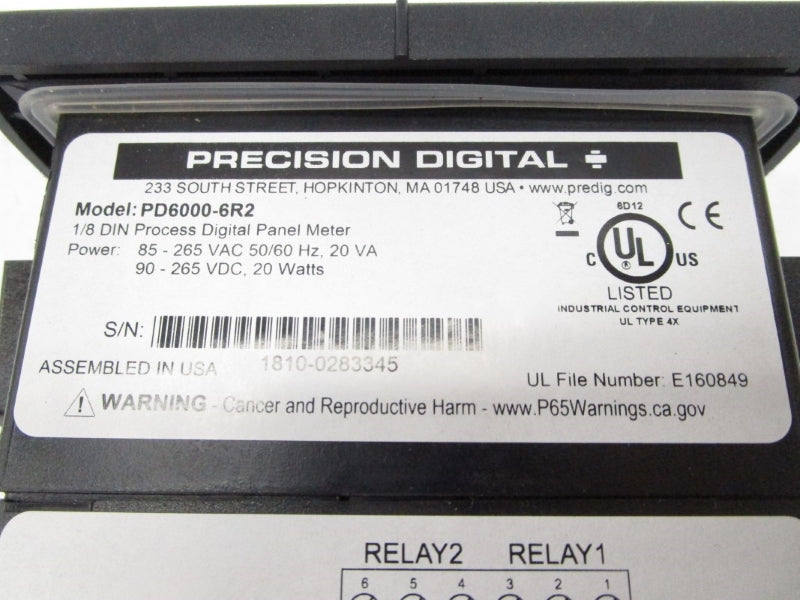 PRECISION DIGITAL
233 SOUTH STREET, HOPKINTON, MA 01748 USA • www.predig.com
Model: PD6000-6R2
1/8 DIN Process Digital Panel Meter
Power: 85 - 265 VAC 50/60 Hz, 20 VA
90 - 265 VDC, 20 Watts
6D12
CE
C UL US
®
LISTED
INDUSTRIAL CONTROL EQUIPMENT
UL TYPE 4X
S/N:
1810-0283345
ASSEMBLED IN USA
UL File Number: E160849
WARNING - Cancer and Reproductive Harm - www.P65Warnings.ca.gov
RELAY2 RELAY1
6 5 4 3 2 1